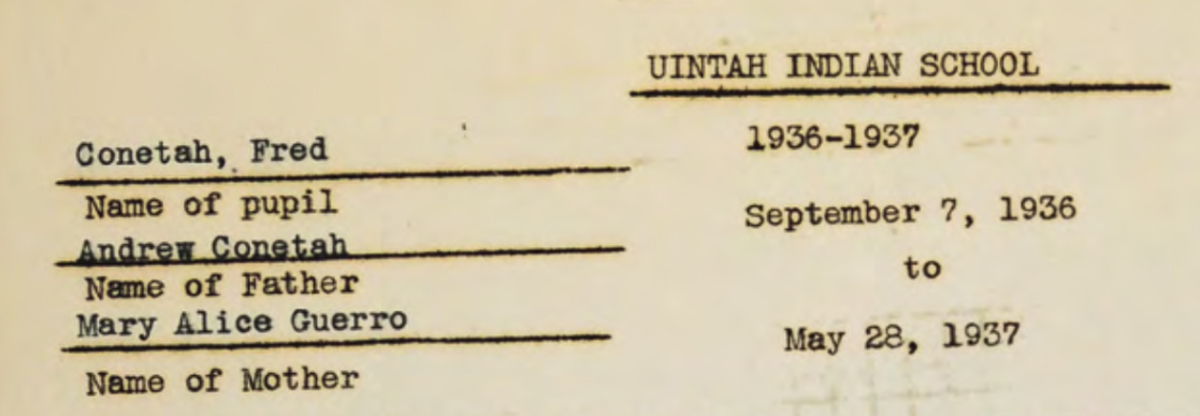 UINTAH INDIAN SCHOOL
Conetah, Fred
Name of pupil
Andrew Conetah
Name of Father
Mary Alice Guerro
Name of Mother
1936-1937
September 7, 1936
to
May 28, 1937